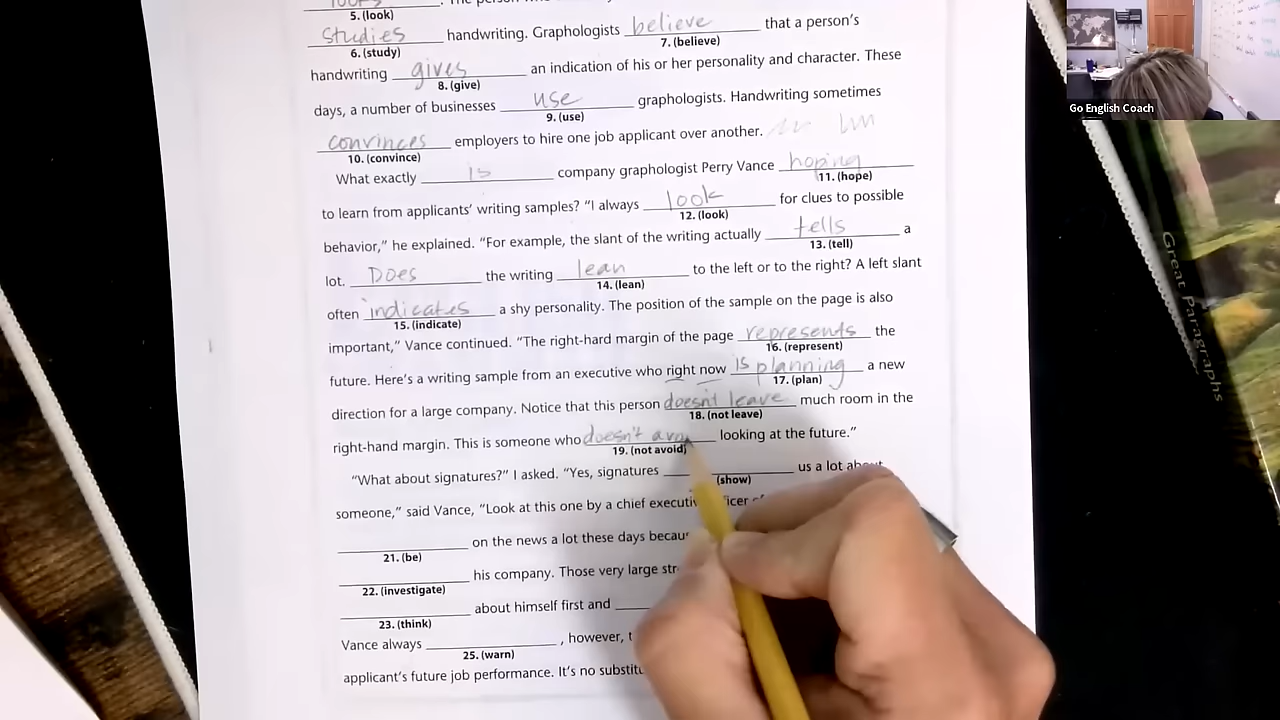 5. (look)
studies handwriting. Graphologists believe that a person's
6. (study) 7. (believe)
handwriting gives an indication of his or her personality and character. These
8. (give)
days, a number of businesses use graphologists. Handwriting sometimes
9. (use)
convinces employers to hire one job applicant over another.
10. (convince)
What exactly is company graphologist Perry Vance hoping
11. (hope)
to learn from applicants' writing samples? "I always look for clues to possible
12. (look)
behavior," he explained. "For example, the slant of the writing actually tells a
13. (tell)
lot. Does the writing lean to the left or to the right? A left slant
14. (lean)
often indicates a shy personality. The position of the sample on the page is also
15. (indicate)
important," Vance continued. "The right-hard margin of the page represents the
16. (represent)
future. Here's a writing sample from an executive who right now is planning a new
17. (plan)
direction for a large company. Notice that this person doesn't leave much room in the
18. (not leave)
right-hand margin. This is someone who doesn't avo looking at the future."
19. (not avoid)
"What about signatures?" I asked. "Yes, signatures us a lot about
(show)
someone," said Vance, "Look at this one by a chief
on the news a lot these days
21. (be)
his company. Those very large
22. (investigate)
about himself first and
23. (think)
Vance always , however,
25. (warn)
applicant's future job performance. It's no
Go English Coach
Great Paragraphs